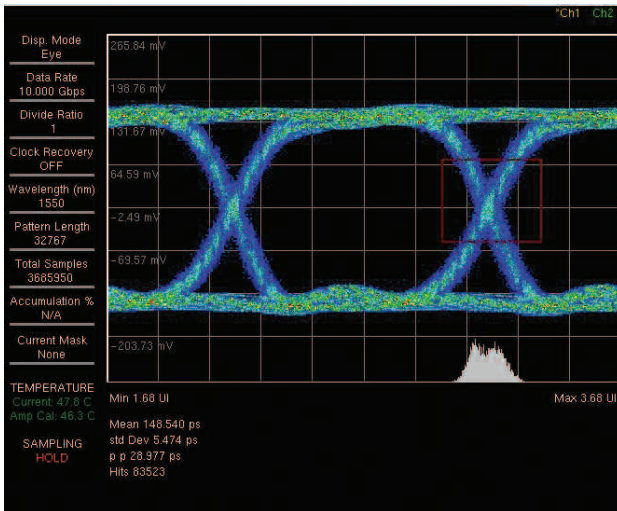 *Ch1 Ch2
Disp. Mode
Eye
Data Rate
10.000 Gbps
Divide Ratio
1
Clock Recovery
OFF
Wavelength (nm)
1550
Pattern Length
32767
Total Samples
3685950
Accumulation %
N/A
Current Mask
None
TEMPERATURE
Current: 47.8 C
Amp Cal: 46.3 C
SAMPLING
HOLD
265.84 mV
198.76 mV
131.67 mV
64.59 mV
-2.49 mV
-69.57 mV
-203.73 mV
Min 1.68 UI
Max 3.68 UI
Mean 148.540 ps
std Dev 5.474 ps
p p 28.977 ps
Hits 83523